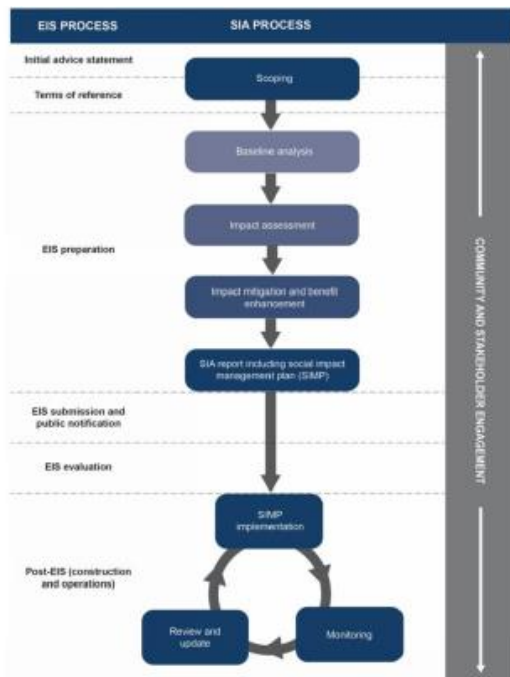 EIS PROCESS
SIA PROCESS
Initial advice statement
Scoping
Terms of reference
Baseline analysis
Impact assessment
EIS preparation
Impact mitigation and benefit
enhancement
SIA report including social impact
management plan (SIMP)
EIS submission and
public notification
EIS evaluation
SIMP
implementation
Post-EIS (construction
and operations)
Review and
update
Monitoring
COMMUNITY AND STAKEHOLDER ENGAGEMENT